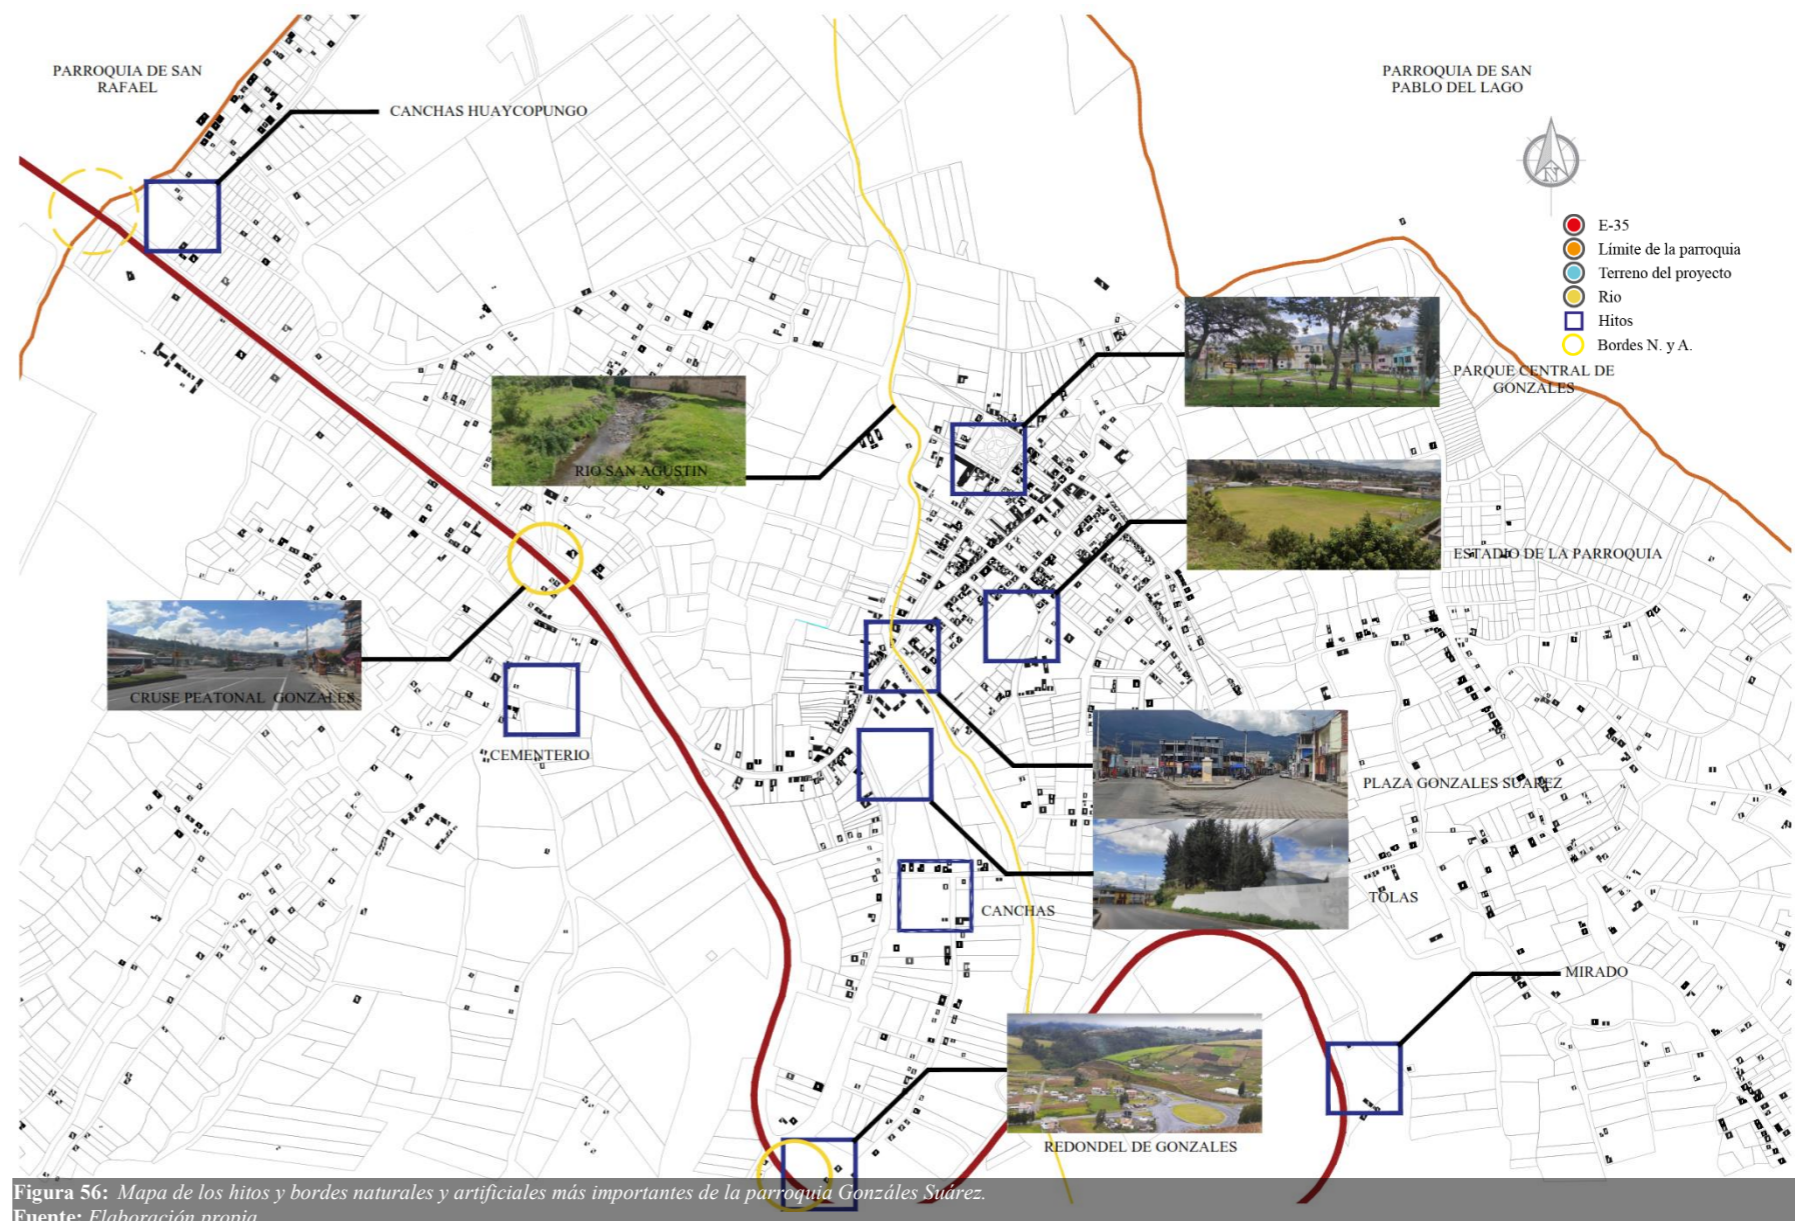 PARROQUIA DE SAN
RAFAEL
CANCHAS HUAYCOPUNGO
PARROQUIA DE SAN
PABLO DEL LAGO
N
E-35
Límite de la parroquia
Terreno del proyecto
Rio
Hitos
Bordes N. y A.
PARQUE CENTRAL DE
GONZALES
RIO SAN AGUSTIN
ESTADIO DE LA PARROQUIA
CRUSE PEATONAL GONZALES
CEMENTERIO
PLAZA GONZALES SUAREZ
TOLAS
CANCHAS
MIRADO
REDONDEL DE GONZALES
Figura 56: Mapa de los hitos y bordes naturales y artificiales más importantes de la parroquia Gonzáles Suárez.
Fuente: Elaboración propia